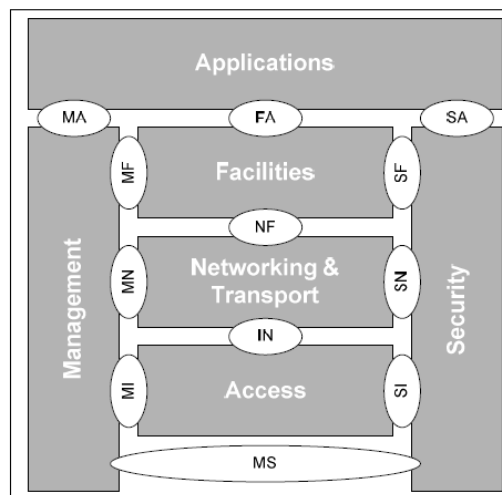 Applications
MA
FA
SA
MF
Facilities
SF
NF
Management
MN
Networking &
Transport
SN
Security
IN
MI
Access
SI
MS